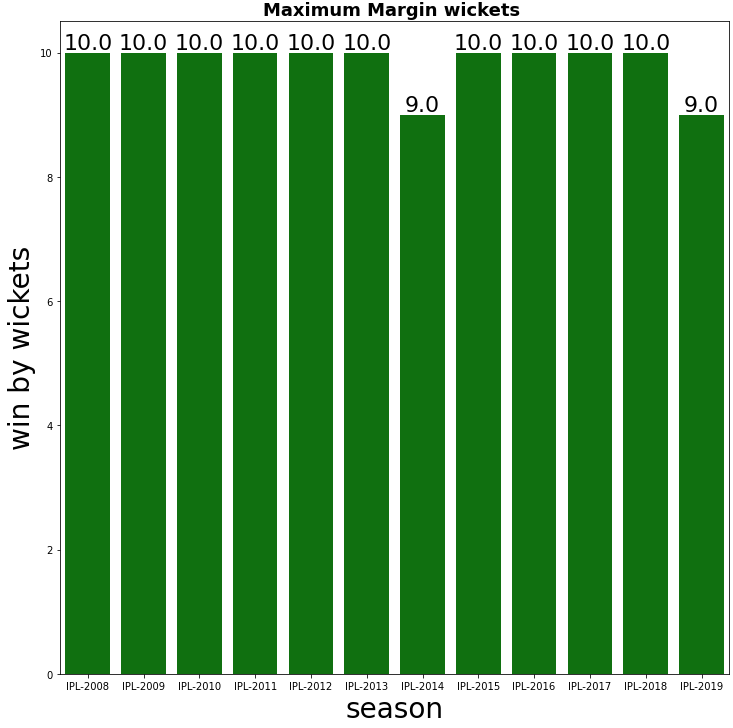 Maximum Margin wickets
10.0 10.0 10.0 10.0 10.0 10.0 9.0 10.0 10.0 10.0 10.0 9.0
10
8
6
4
2
0
win by wickets
IPL-2008 IPL-2009 IPL-2010 IPL-2011 IPL-2012 IPL-2013 IPL-2014 IPL-2015 IPL-2016 IPL-2017 IPL-2018 IPL-2019
season